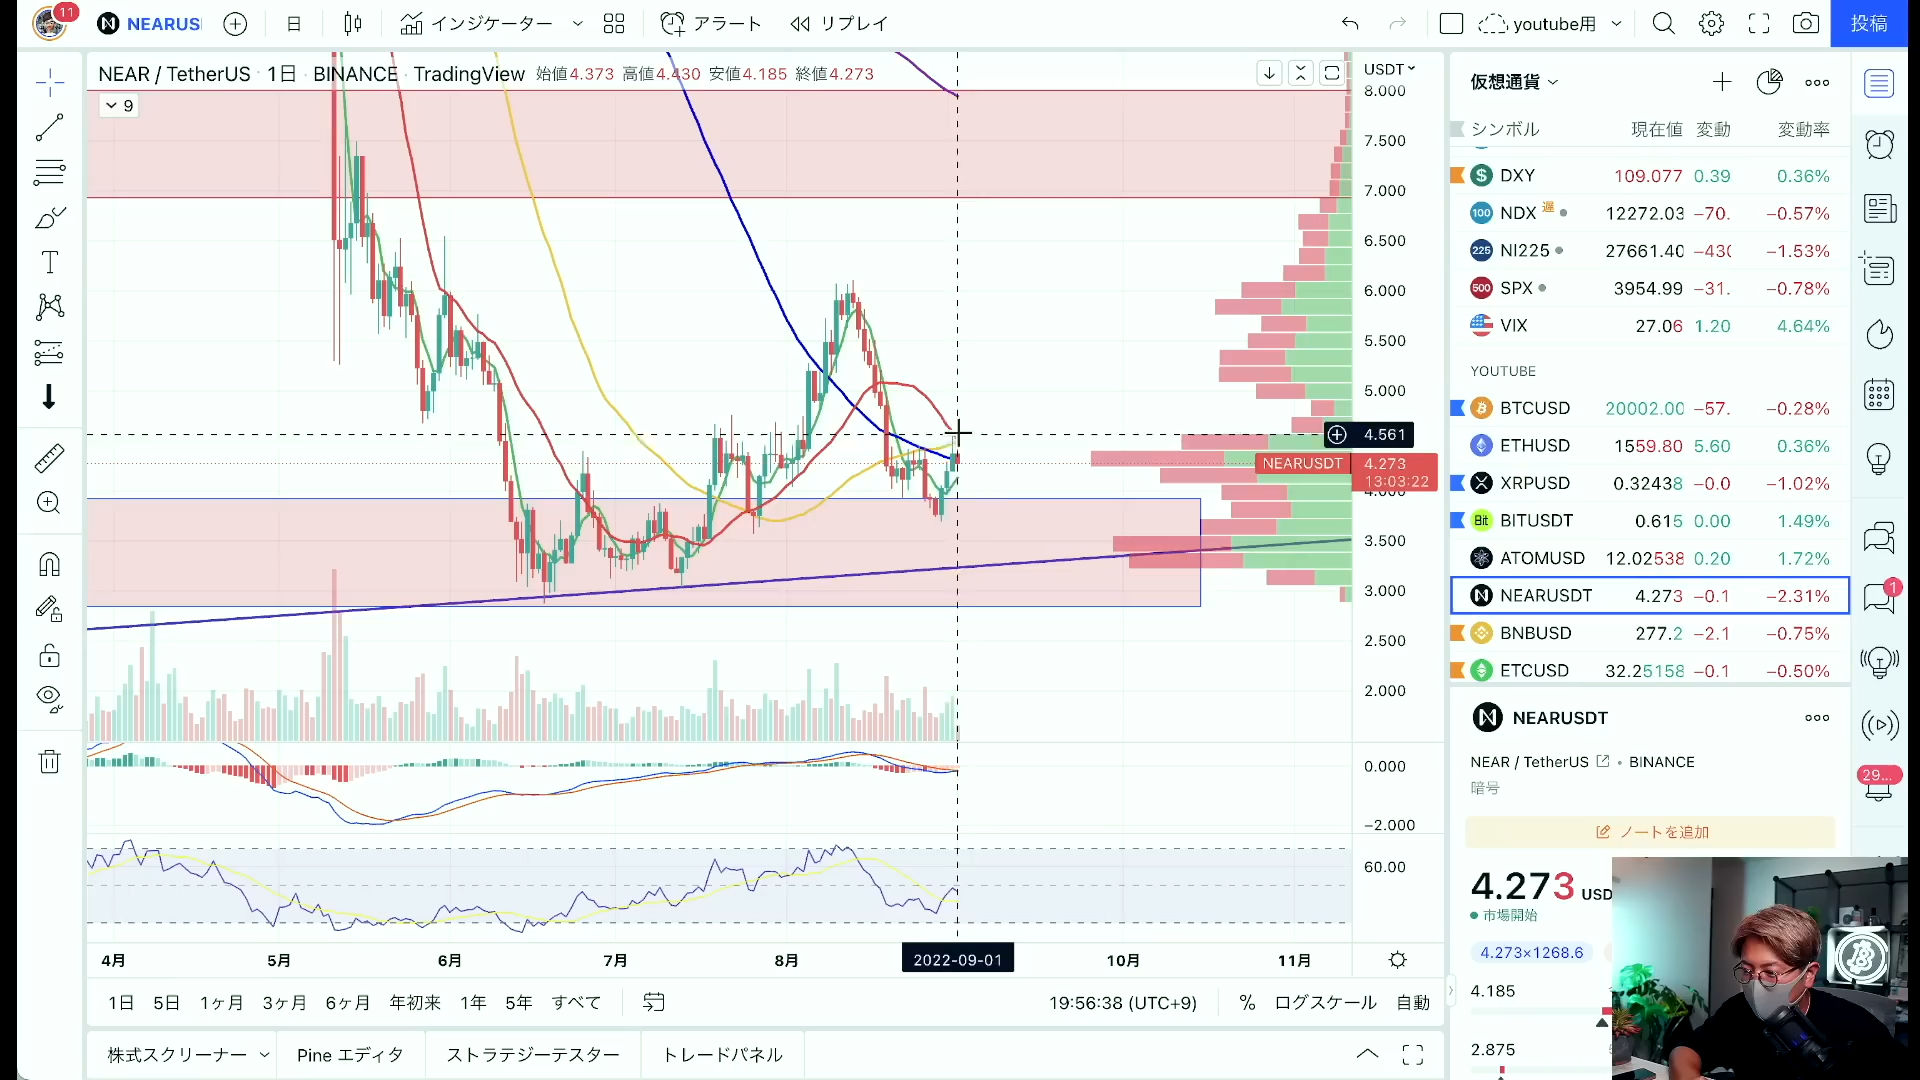 11
NEARUS
日
インジケーター
アラート
リプレイ
youtube用
投稿
NEAR / TetherUS · 1日 · BINANCE · TradingView 始値4.373 高値4.430 安値4.185 終値4.273
9
USDT
8.000
7.500
7.000
6.500
6.000
5.500
5.000
4.561
NEARUSDT 4.273
13:03:22
4.000
3.500
3.000
2.500
2.000
0.000
−2.000
60.00
4月 5月 6月 7月 8月 2022-09-01 10月 11月
1日 5日 1ヶ月 3ヶ月 6ヶ月 年初来 1年 5年 すべて
19:56:38 (UTC+9) % ログスケール 自動
株式スクリーナー Pine エディタ ストラテジーテスター トレードパネル
仮想通貨
シンボル 現在値 変動 変動率
DXY 109.077 0.39 0.36%
100 NDX 遅 12272.03 −70. −0.57%
225 NI225 27661.40 −430 −1.53%
500 SPX 3954.99 −31. −0.78%
VIX 27.06 1.20 4.64%
YOUTUBE
BTCUSD 20002.00 −57. −0.28%
ETHUSD 1559.80 5.60 0.36%
XRPUSD 0.32438 −0.0 −1.02%
Bit BITUSDT 0.615 0.00 1.49%
ATOMUSD 12.02538 0.20 1.72%
NEARUSDT 4.273 −0.1 −2.31%
BNBUSD 277.2 −2.1 −0.75%
ETCUSD 32.25158 −0.1 −0.50%
NEARUSDT
NEAR / TetherUS • BINANCE
暗号
ノートを追加
4.273 USD
市場開始
4.273×1268.6
4.185
2.875
1
29...